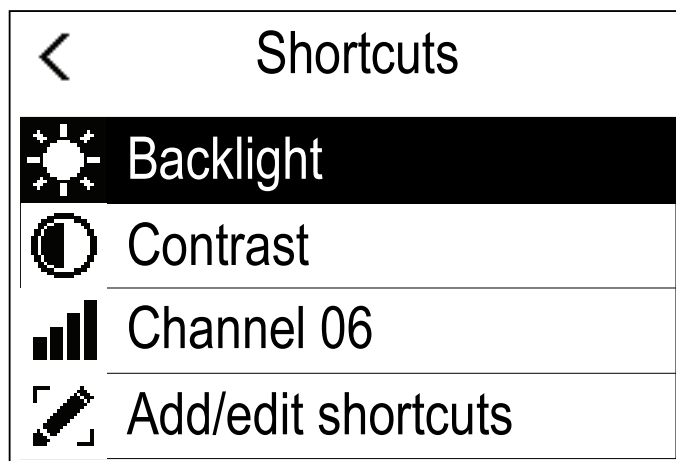 Shortcuts
Backlight
Contrast
Channel 06
Add/edit shortcuts